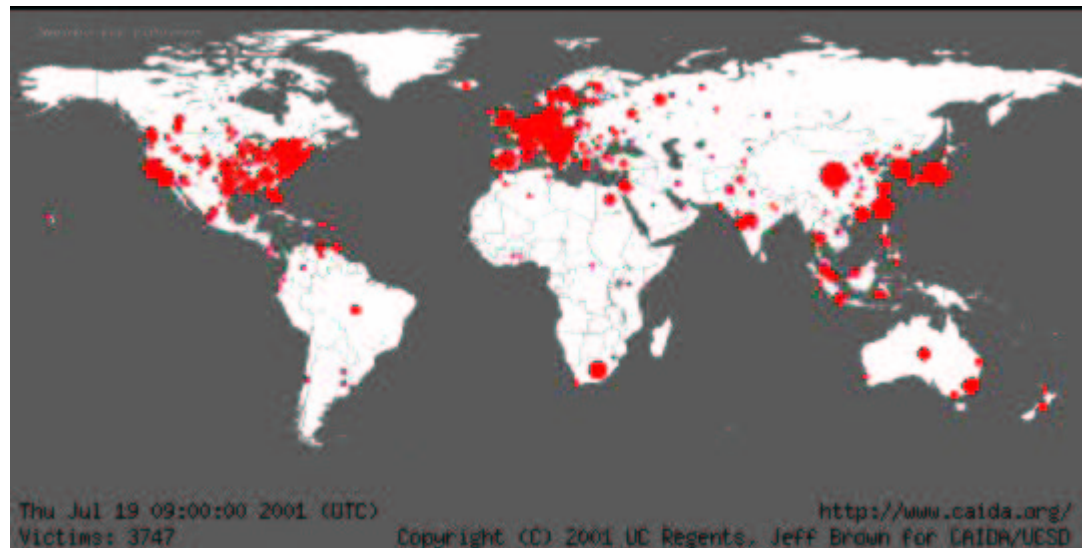 Thu Jul 19 09:00:00 2001 (UTC)
http://www.caida.org/
Victims: 3747
Copyright (C) 2001 UC Regents, Jeff Brown for CAIDA/UCSD